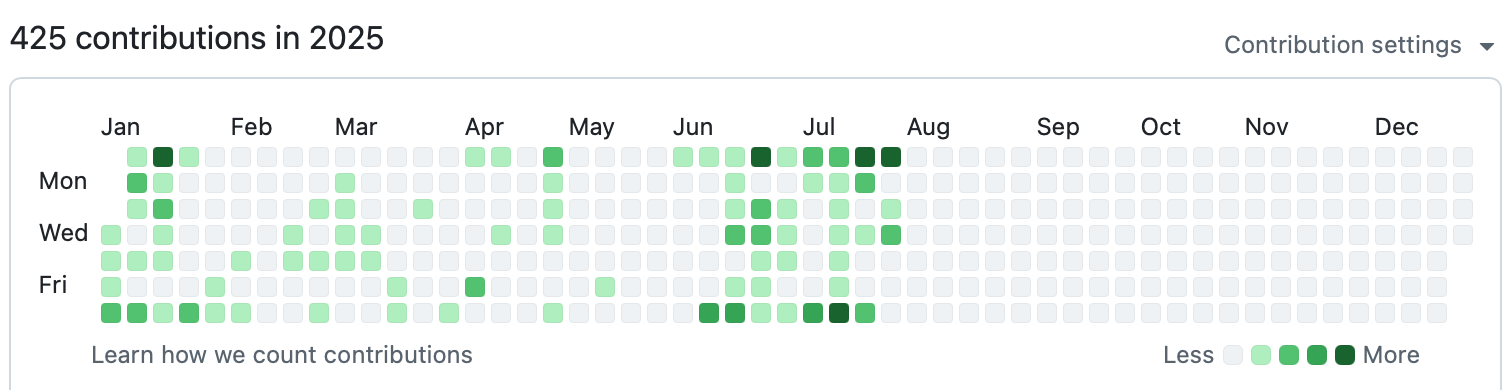 425 contributions in 2025
Contribution settings
Jan Feb Mar Apr May Jun Jul Aug Sep Oct Nov Dec
Mon
Wed
Fri
Learn how we count contributions
Less More